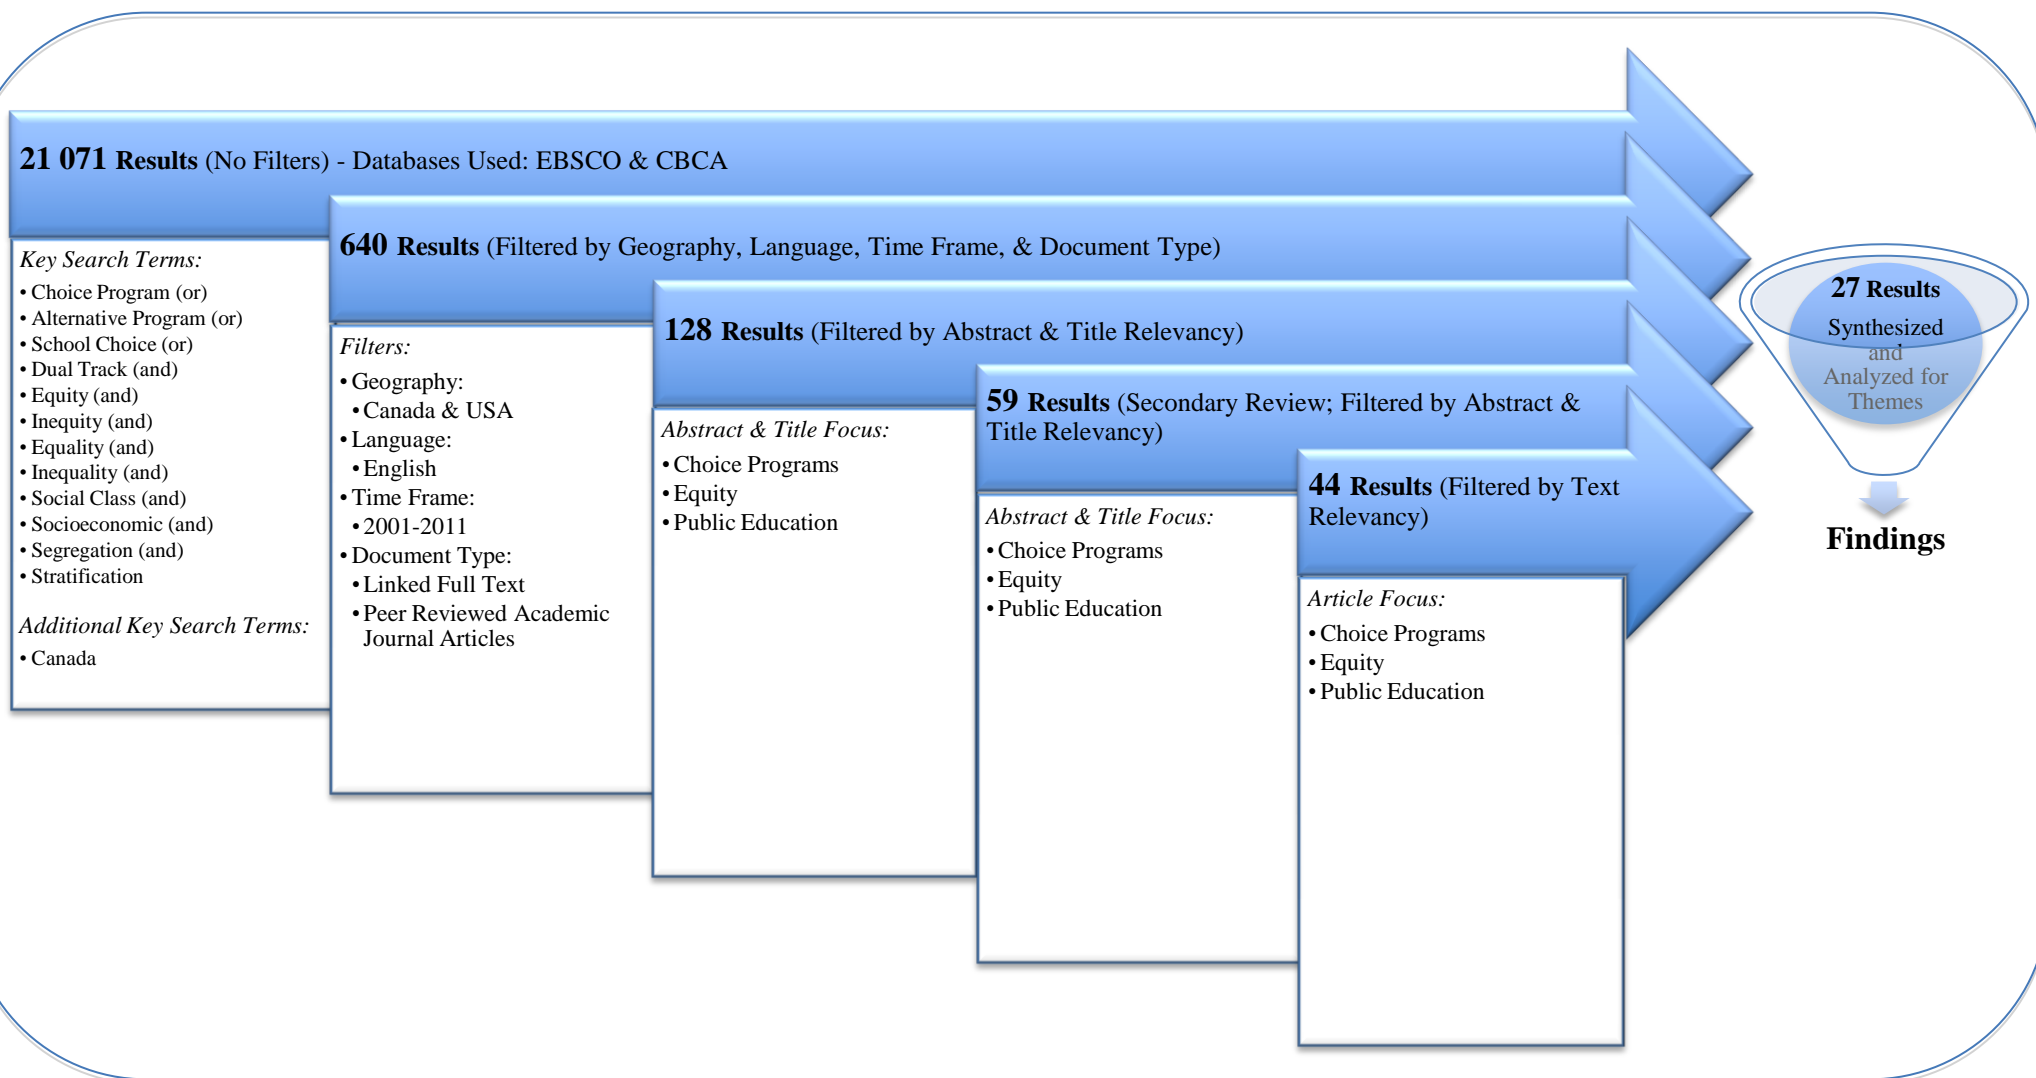 21 071 Results (No Filters) - Databases Used: EBSCO & CBCA
Key Search Terms:
• Choice Program (or)
• Alternative Program (or)
• School Choice (or)
• Dual Track (and)
• Equity (and)
• Inequity (and)
• Equality (and)
• Inequality (and)
• Social Class (and)
• Socioeconomic (and)
• Segregation (and)
• Stratification
Additional Key Search Terms:
• Canada
640 Results (Filtered by Geography, Language, Time Frame, & Document Type)
Filters:
• Geography:
• Canada & USA
• Language:
• English
• Time Frame:
• 2001-2011
• Document Type:
• Linked Full Text
• Peer Reviewed Academic
Journal Articles
128 Results (Filtered by Abstract & Title Relevancy)
Abstract & Title Focus:
• Choice Programs
• Equity
• Public Education
59 Results (Secondary Review; Filtered by Abstract &
Title Relevancy)
Abstract & Title Focus:
• Choice Programs
• Equity
• Public Education
44 Results (Filtered by Text
Relevancy)
Article Focus:
• Choice Programs
• Equity
• Public Education
27 Results
Synthesized
and
Analyzed for
Themes
Findings